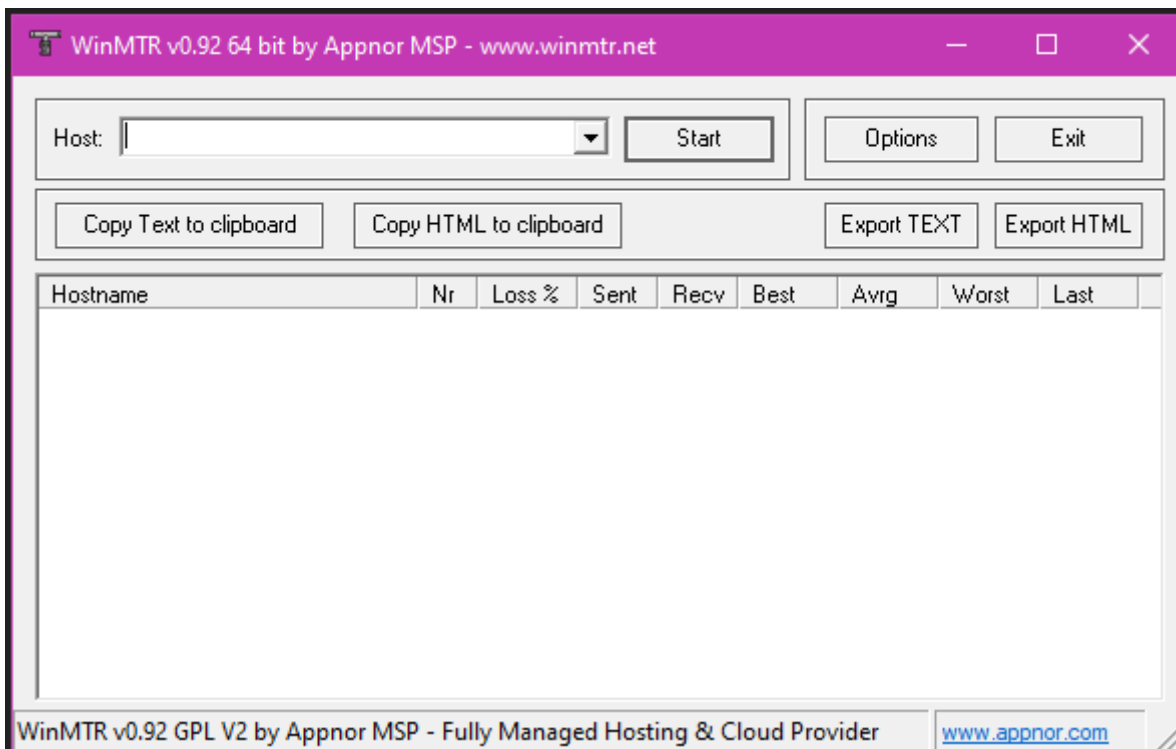 WinMTR v0.92 64 bit by Appnor MSP - www.winmtr.net
Host: Start Options Exit
Copy Text to clipboard Copy HTML to clipboard Export TEXT Export HTML
Hostname Nr Loss % Sent Recv Best Avrg Worst Last
WinMTR v0.92 GPL V2 by Appnor MSP - Fully Managed Hosting & Cloud Provider www.appnor.com